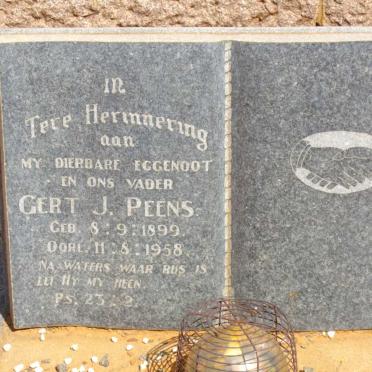 IN
Tere Herinnering
aan
MY DIERBARE EGGENOOT
EN ONS VADER
GERT J. PEENS
GEB. 8·9·1899.
OORL. 11·8·1958.
NA WATERS WAAR RUS IS
LEI HY MY HEEN.
PS. 23:2.